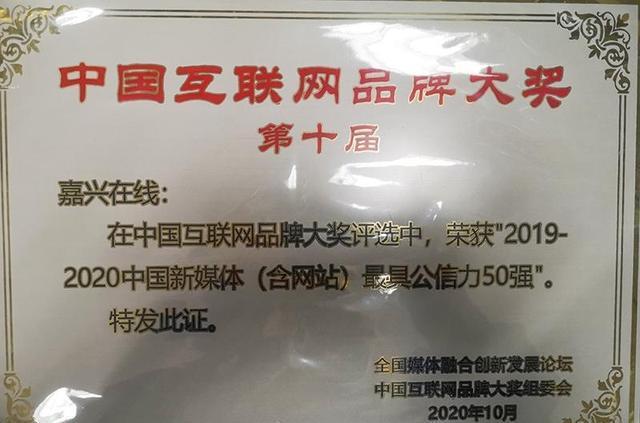 中国互联网品牌大奖
第十届
嘉兴在线：
在中国互联网品牌大奖评选中，荣获"2019-
2020中国新媒体（含网站）最具公信力50强"。
特发此证。
全国媒体融合创新发展论坛
中国互联网品牌大奖组委会
2020年10月